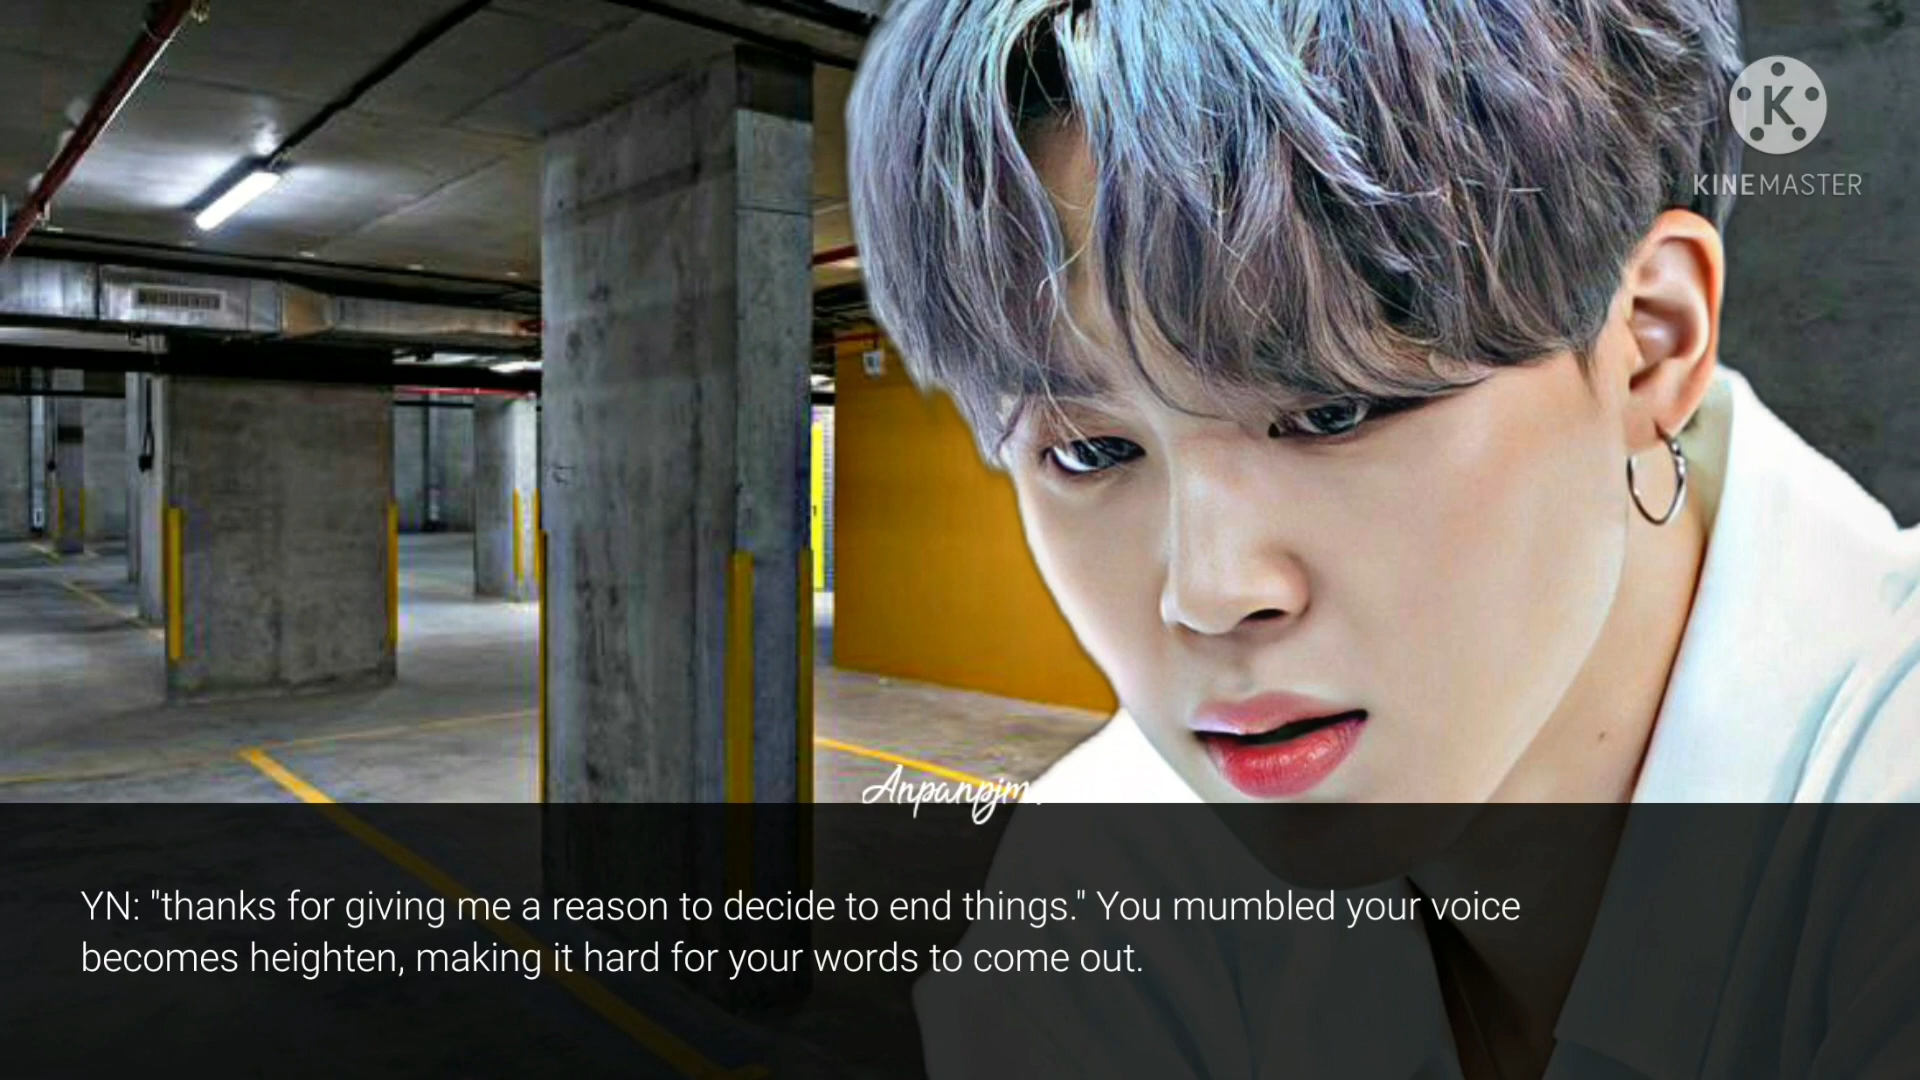 K
KINEMASTER
Anpanpjm.
YN: "thanks for giving me a reason to decide to end things." You mumbled your voice
becomes heighten, making it hard for your words to come out.